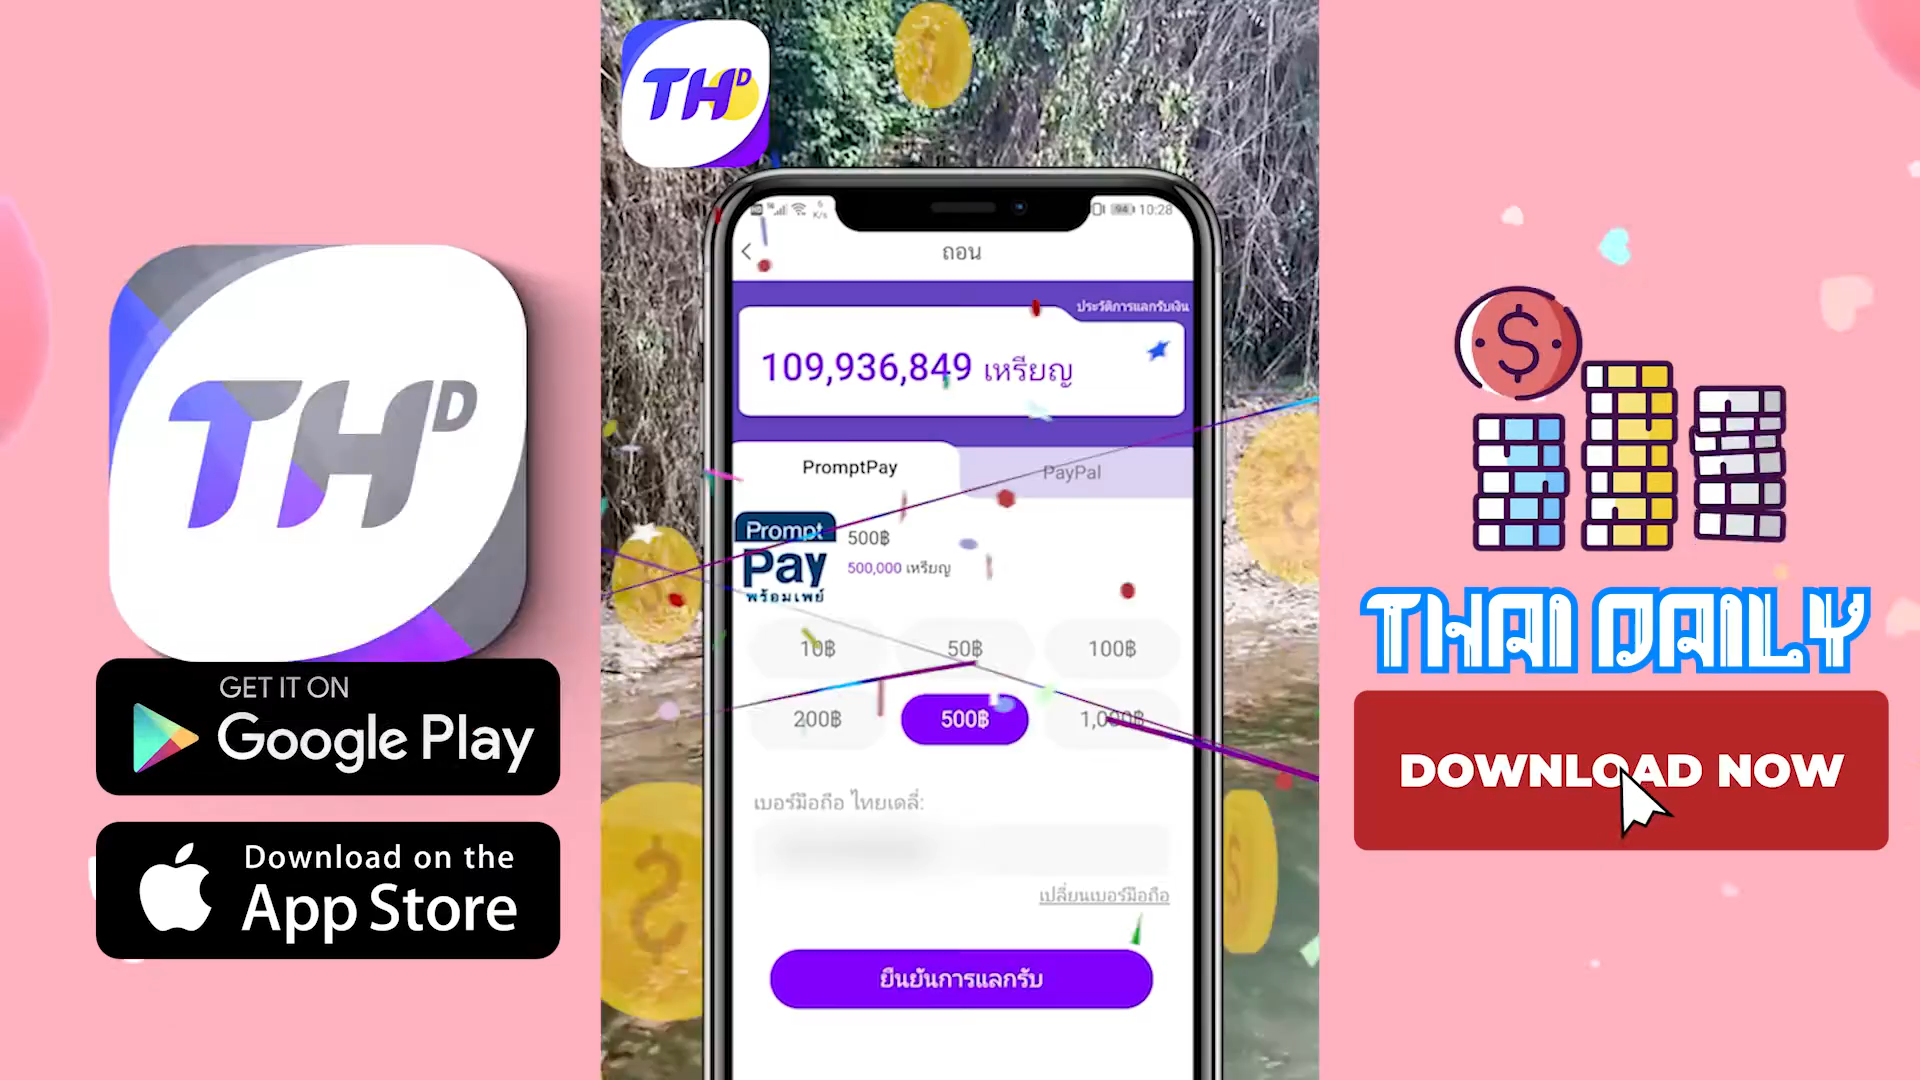 TH D
GET IT ON
Google Play
Download on the
App Store
TH D
94 10:28
K/s
ถอน
ประวัติการแลกรับเงิน
109,936,849 เหรียญ
PromptPay
PayPal
Prompt
Pay
พร้อมเพย์
500฿
500,000 เหรียญ
10฿
50฿
100฿
200฿
500฿
1,000฿
เบอร์มือถือ ไทยเดลี่:
เปลี่ยนเบอร์มือถือ
ยืนยันการแลกรับ
THAI DAILY
DOWNLOAD NOW